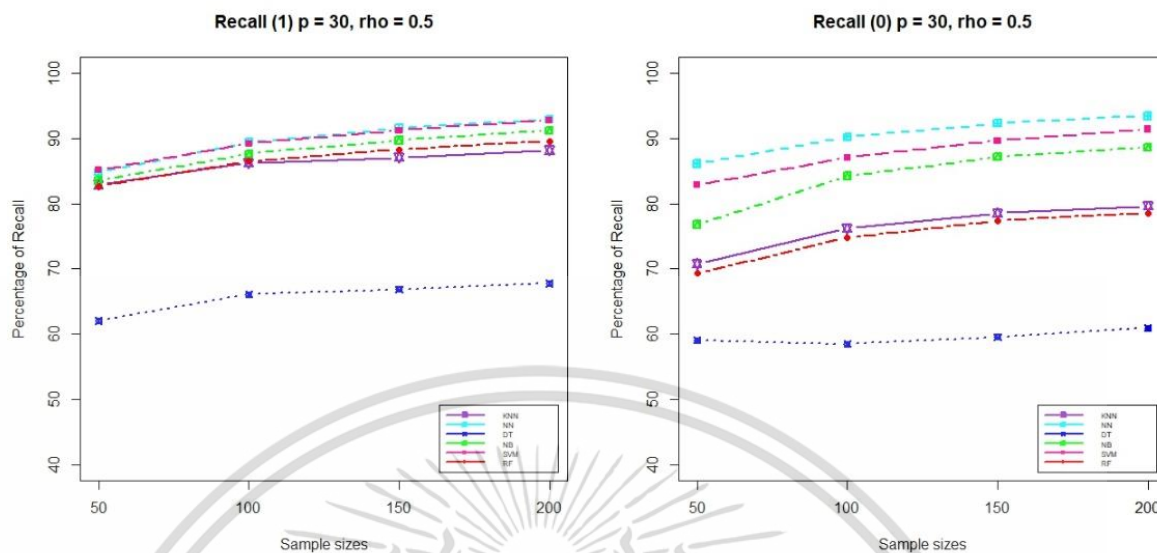 Recall (1) p = 30, rho = 0.5
Percentage of Recall
100
90
80
70
60
50
40
KNN
NN
DT
NB
SVM
RF
50 100 150 200
Sample sizes
Recall (0) p = 30, rho = 0.5
Percentage of Recall
100
90
80
70
60
50
40
KNN
NN
DT
NB
SVM
RF
50 100 150 200
Sample sizes